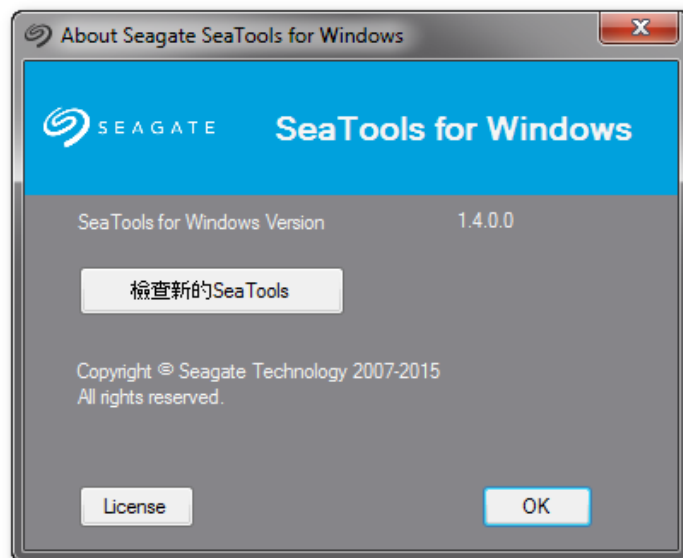 About Seagate SeaTools for Windows
SEAGATE
SeaTools for Windows
SeaTools for Windows Version 1.4.0.0
檢查新的SeaTools
Copyright © Seagate Technology 2007-2015
All rights reserved.
License
OK